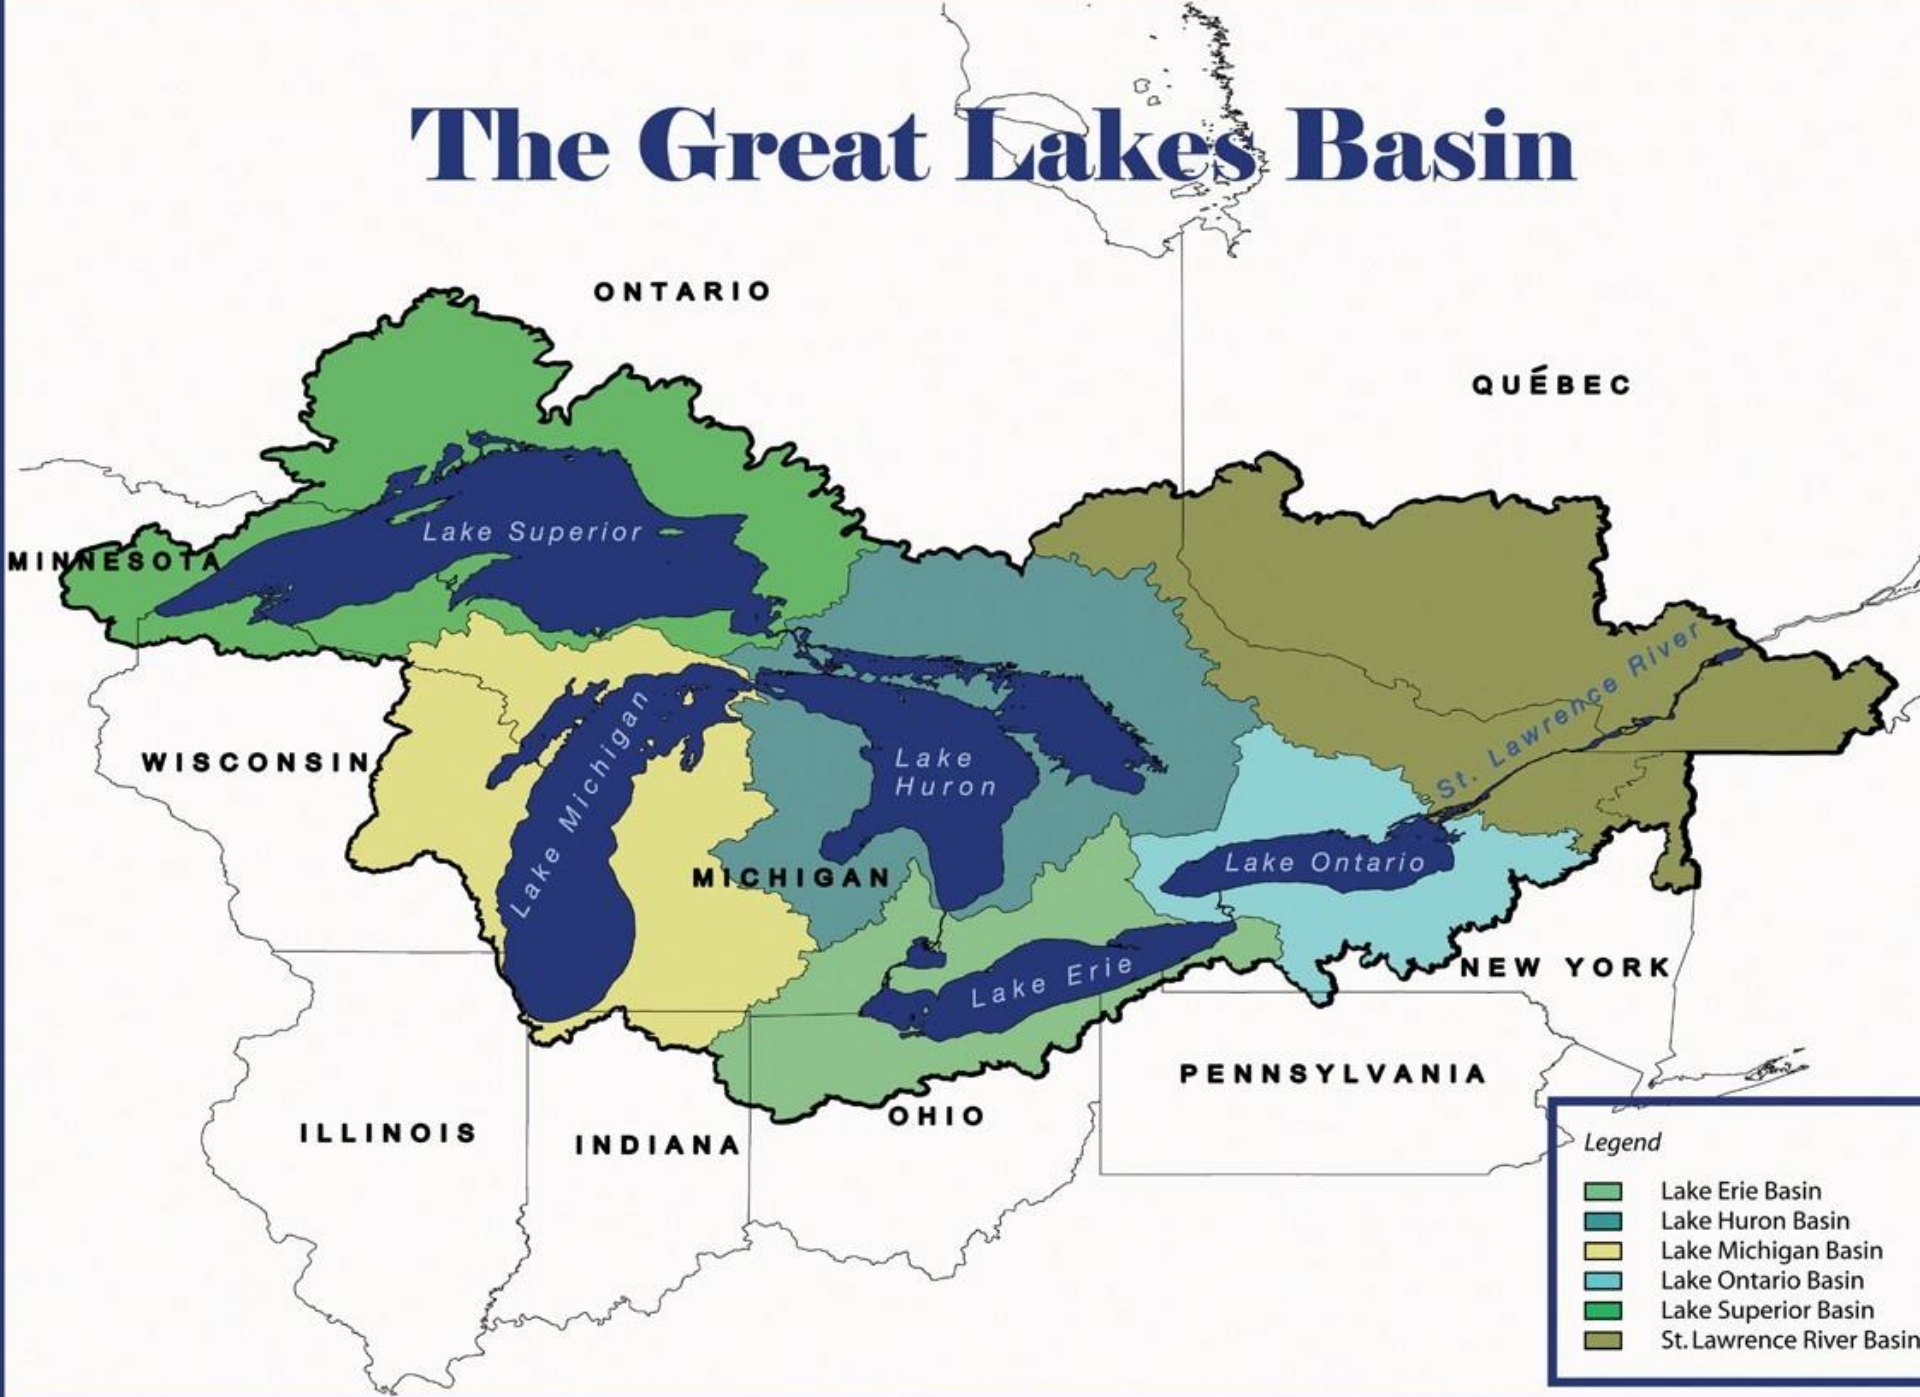 The Great Lakes Basin
ONTARIO
QUÉBEC
Lake Superior
MINNESOTA
St. Lawrence River
WISCONSIN
Lake Michigan
Lake
Huron
MICHIGAN
Lake Ontario
Lake Erie
NEW YORK
PENNSYLVANIA
ILLINOIS
INDIANA
OHIO
Legend
Lake Erie Basin
Lake Huron Basin
Lake Michigan Basin
Lake Ontario Basin
Lake Superior Basin
St. Lawrence River Basin